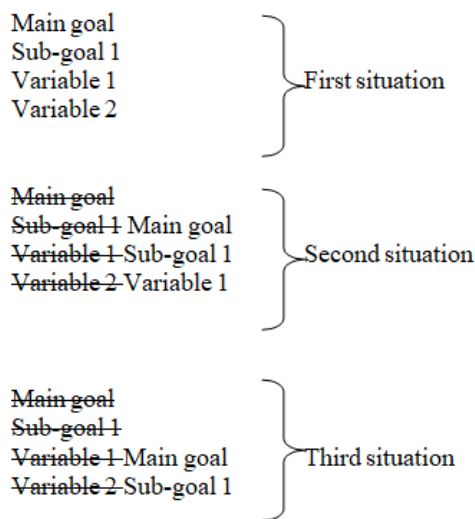 Main goal
Sub-goal 1
Variable 1
Variable 2
First situation
Main goal
Sub-goal 1 Main goal
Variable 1 Sub-goal 1
Variable 2 Variable 1
Second situation
Main goal
Sub-goal 1
Variable 1 Main goal
Variable 2 Sub-goal 1
Third situation